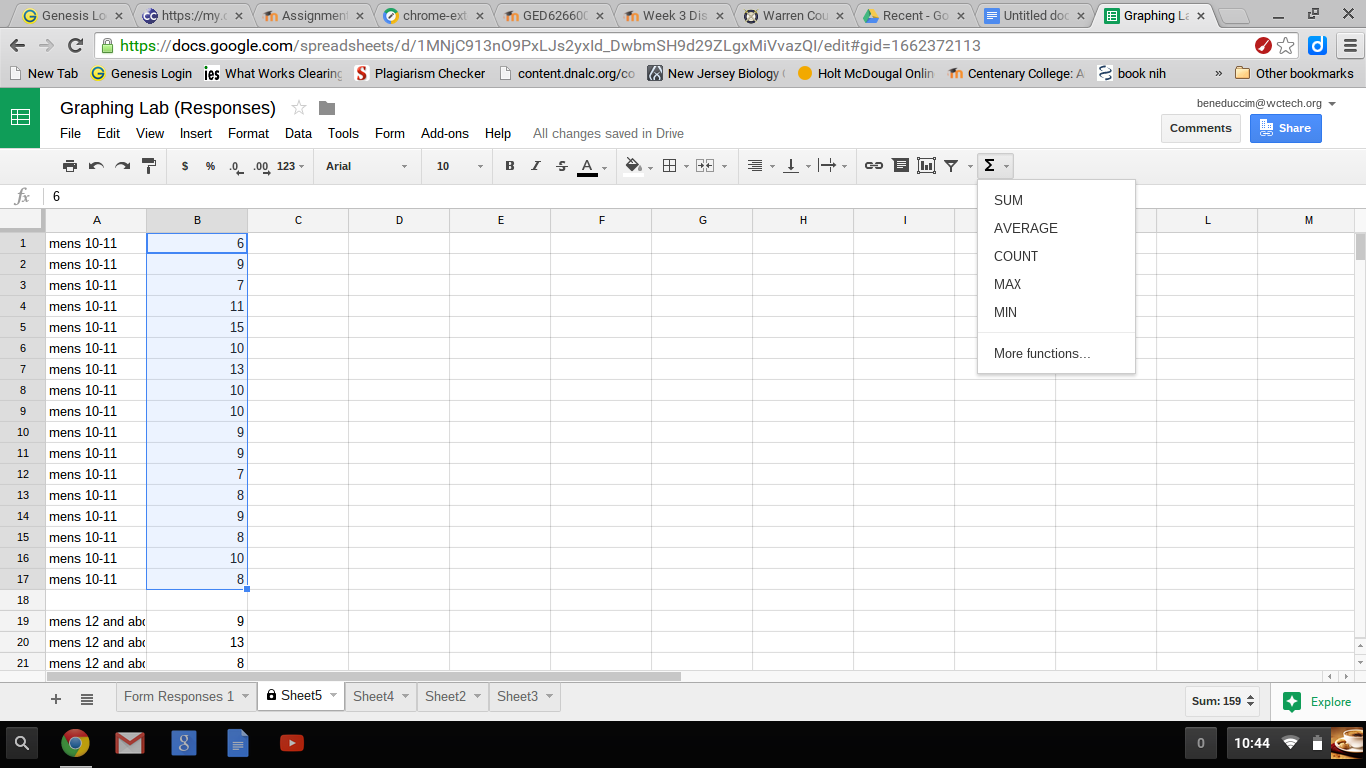 Genesis Lo
https://my.c
Assignment
chrome-ext
GED626600
Week 3 Dis
Warren Cou
Recent - Go
Untitled doc
Graphing La
https://docs.google.com/spreadsheets/d/1MNjC913nO9PxLJs2yxId_DwbmSH9d29ZLgxMiVvazQI/edit#gid=1662372113
New Tab Genesis Login ies What Works Clearing S Plagiarism Checker content.dnalc.org/co New Jersey Biology Holt McDougal Onlin Centenary College: A book nih » Other bookmarks
Graphing Lab (Responses)
beneduccim@wctech.org
File Edit View Insert Format Data Tools Form Add-ons Help All changes saved in Drive
Comments Share
$ % .0 .00 123 Arial 10 B I S A Σ
fx 6
SUM
AVERAGE
COUNT
MAX
MIN
More functions...
A B C D E F G H I L M
1 mens 10-11 6
2 mens 10-11 9
3 mens 10-11 7
4 mens 10-11 11
5 mens 10-11 15
6 mens 10-11 10
7 mens 10-11 13
8 mens 10-11 10
9 mens 10-11 10
10 mens 10-11 9
11 mens 10-11 9
12 mens 10-11 7
13 mens 10-11 8
14 mens 10-11 9
15 mens 10-11 8
16 mens 10-11 10
17 mens 10-11 8
18
19 mens 12 and abo 9
20 mens 12 and abo 13
21 mens 12 and abo 8
+ Form Responses 1 Sheet5 Sheet4 Sheet2 Sheet3 Sum: 159 Explore
8 0 10:44